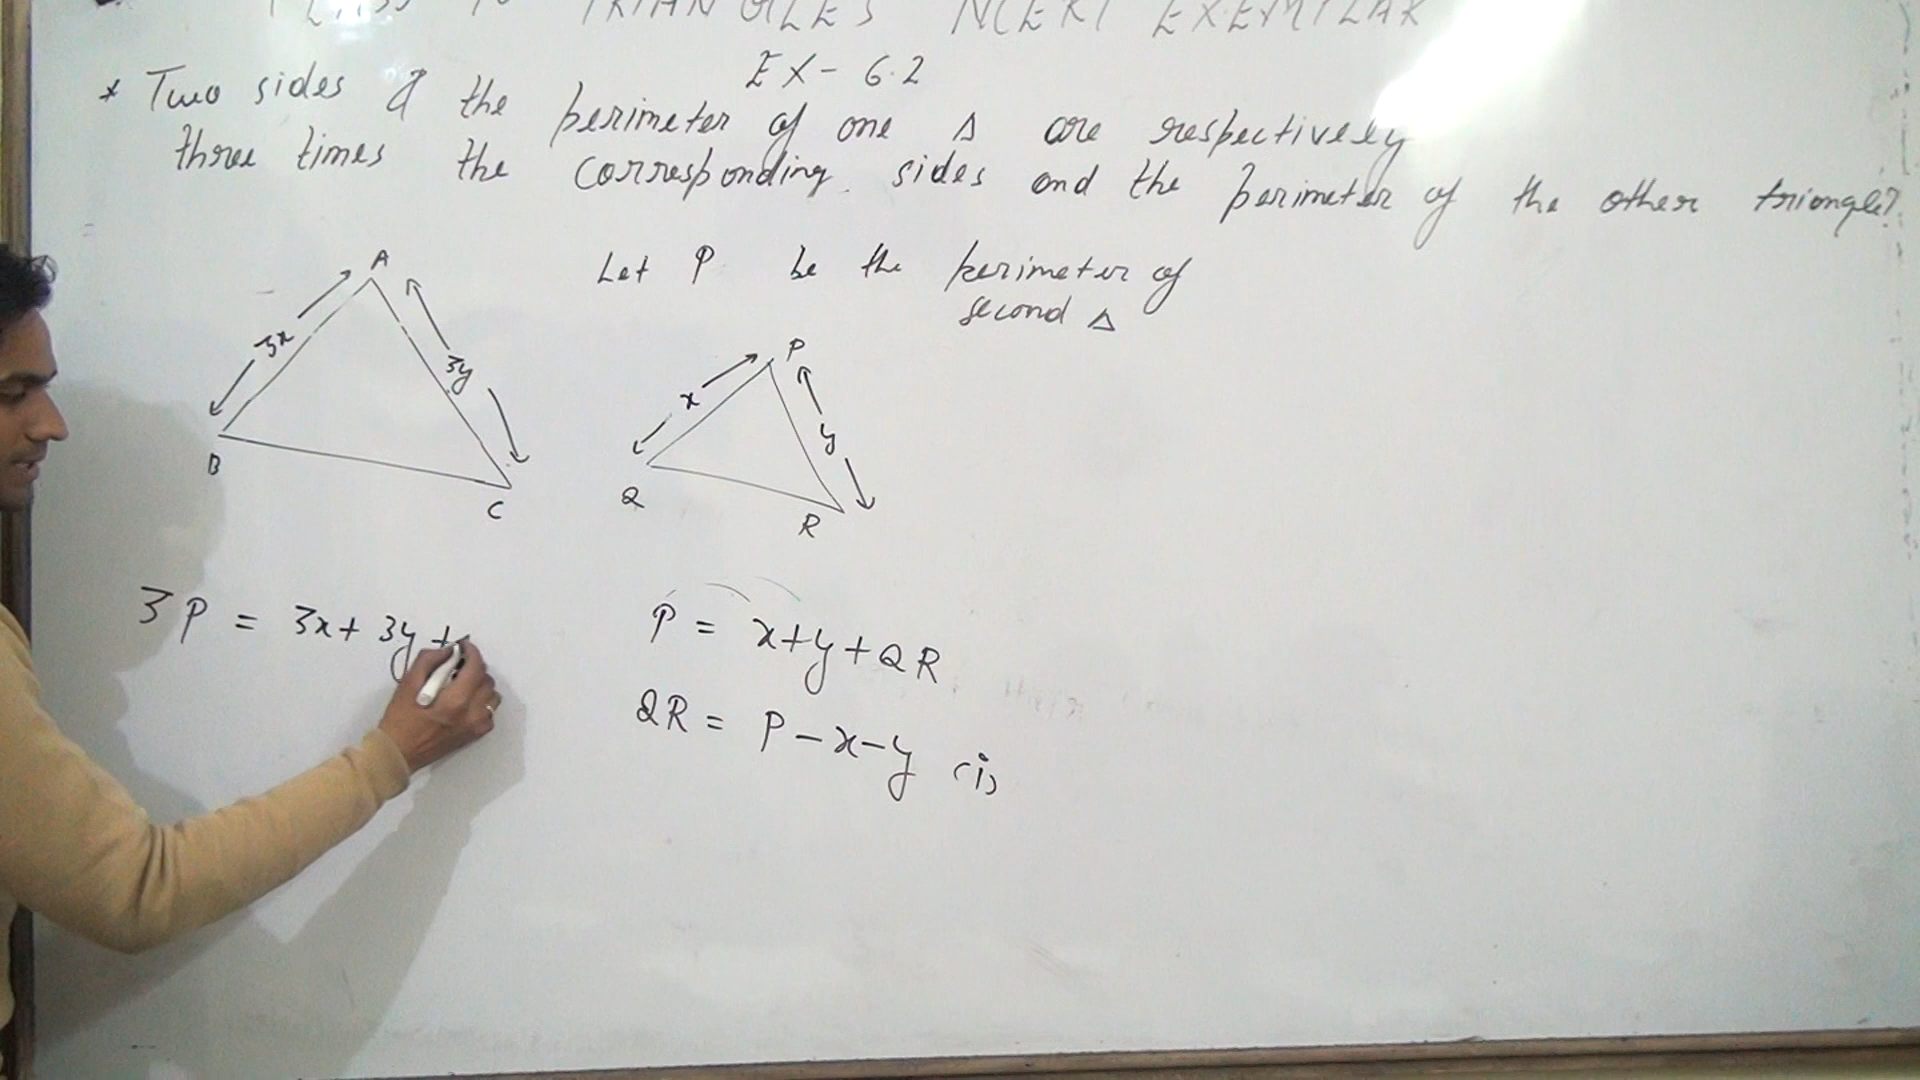 TRIANGLES NCERT EXEMPLAR
EX - 6.2
* Two sides & the perimeter of one Δ are respectively
three times the corresponding sides and the perimeter of the other triangle?
Let P be the perimeter of
second Δ
A
3x
3y
B
C
P
x
y
Q
R
3P = 3x + 3y +
P = x+y+QR
QR = P-x-y (i)